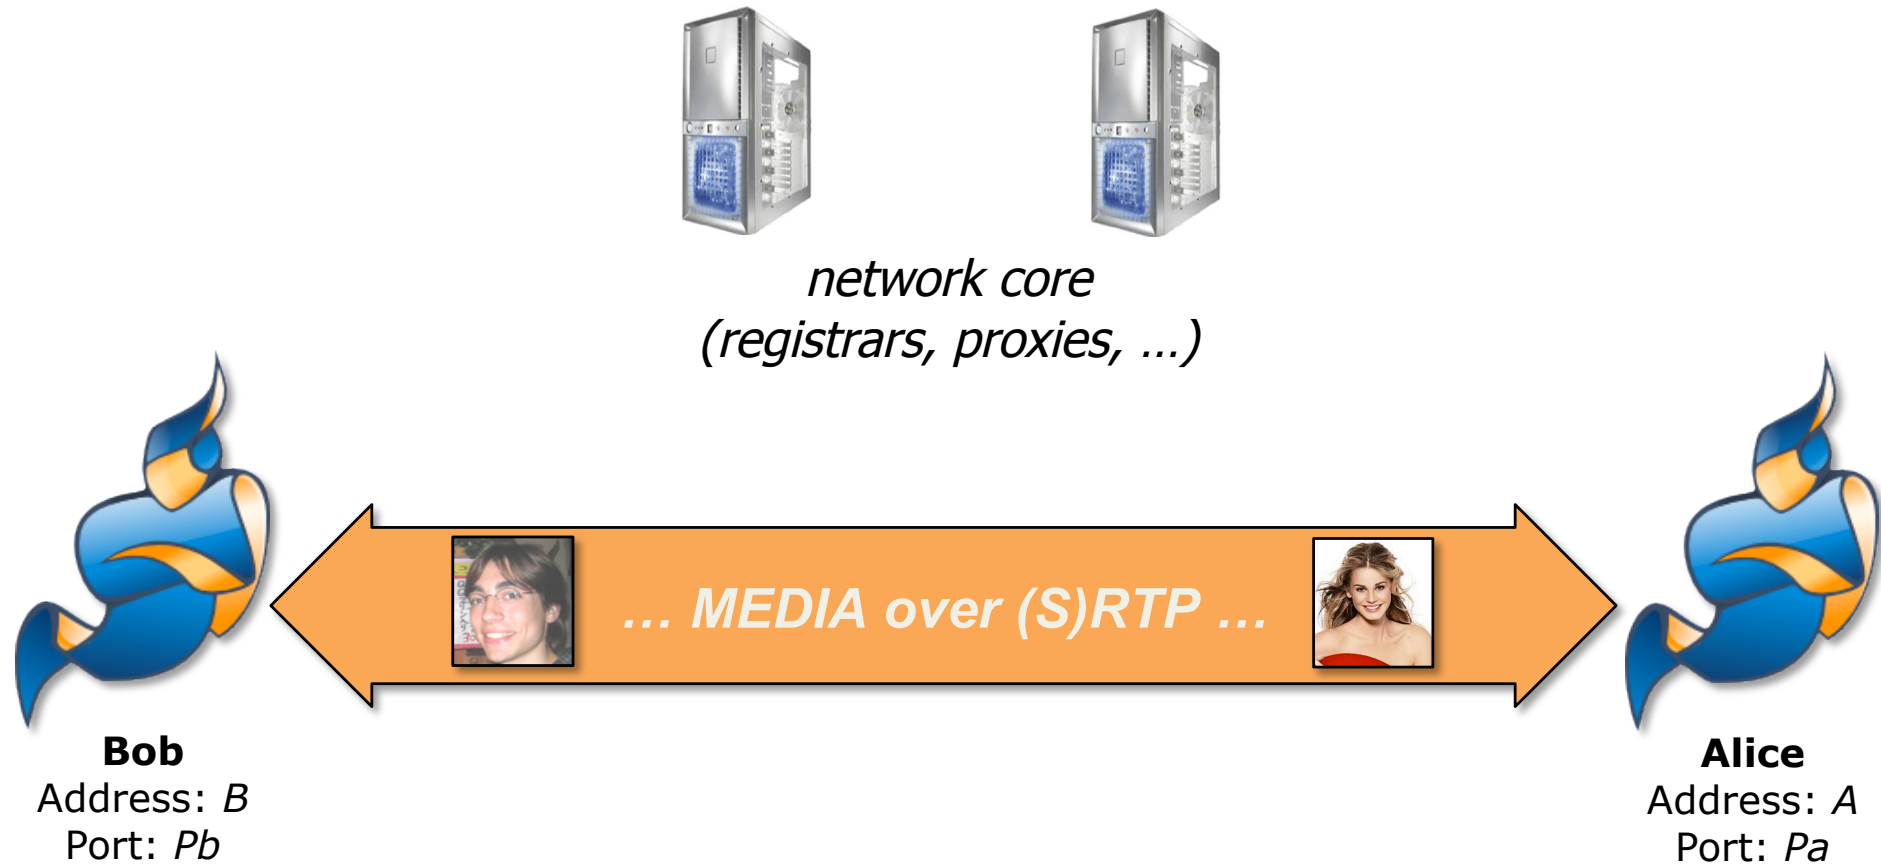 network core
(registrars, proxies, ...)
... MEDIA over (S)RTP ...
Bob
Address: B
Port: Pb
Alice
Address: A
Port: Pa